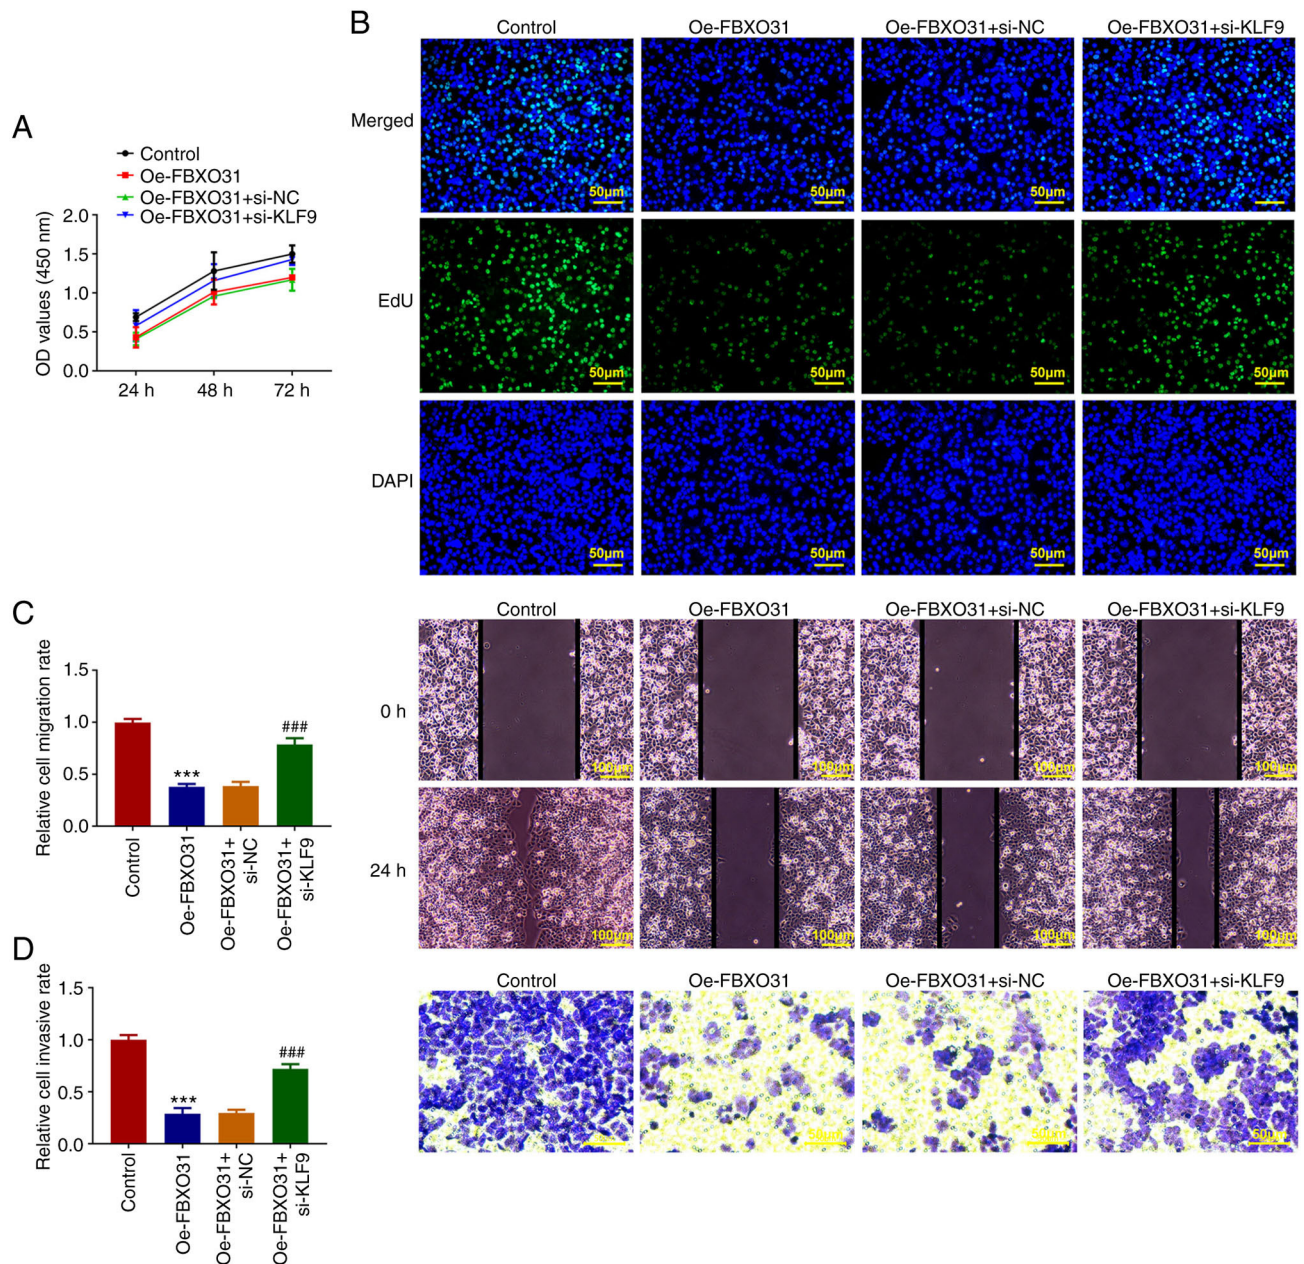 A
Control
Oe-FBXO31
Oe-FBXO31+si-NC
Oe-FBXO31+si-KLF9
2.0
1.5
1.0
0.5
0.0
OD values (450 nm)
24 h 48 h 72 h
B
Control Oe-FBXO31 Oe-FBXO31+si-NC Oe-FBXO31+si-KLF9
Merged
50μm 50μm 50μm 50μm
EdU
50μm 50μm 50μm 50μm
DAPI
50μm 50μm 50μm 50μm
C
Relative cell migration rate
1.5
1.0
0.5
0.0
***
###
Control
Oe-FBXO31
Oe-FBXO31+
si-NC
Oe-FBXO31+
si-KLF9
Control Oe-FBXO31 Oe-FBXO31+si-NC Oe-FBXO31+si-KLF9
0 h
100μm 100μm 100μm 100μm
24 h
100μm 100μm 100μm 100μm
D
Relative cell invasive rate
1.5
1.0
0.5
0.0
***
###
Control
Oe-FBXO31
Oe-FBXO31+
si-NC
Oe-FBXO31+
si-KLF9
Control Oe-FBXO31 Oe-FBXO31+si-NC Oe-FBXO31+si-KLF9
50μm 50μm 50μm